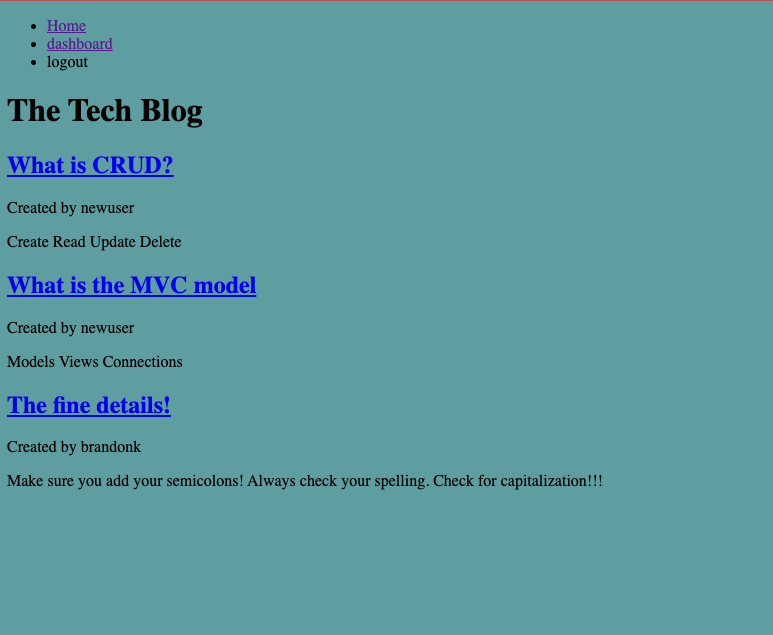 Home
dashboard
logout
The Tech Blog
What is CRUD?
Created by newuser
Create Read Update Delete
What is the MVC model
Created by newuser
Models Views Connections
The fine details!
Created by brandonk
Make sure you add your semicolons! Always check your spelling. Check for capitalization!!!